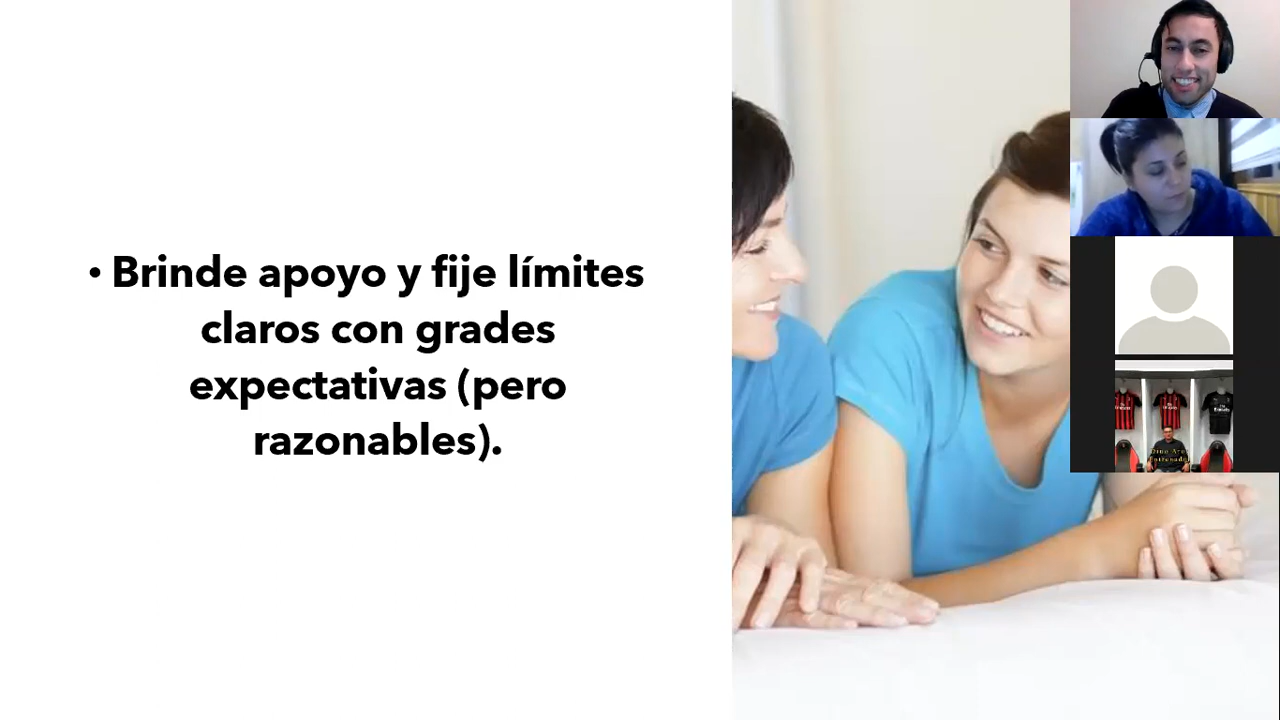 • Brinde apoyo y fije límites
claros con grades
expectativas (pero
razonables).